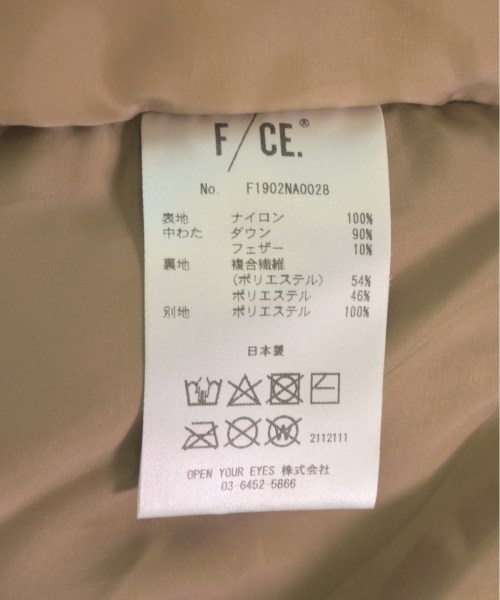 F/CE.®
No. F1902NA0028
表地 ナイロン 100%
中わた ダウン 90%
フェザー 10%
裏地 複合繊維
(ポリエステル) 54%
ポリエステル 46%
別地 ポリエステル 100%
日本製
W 2112111
OPEN YOUR EYES 株式会社
03-6452-5866